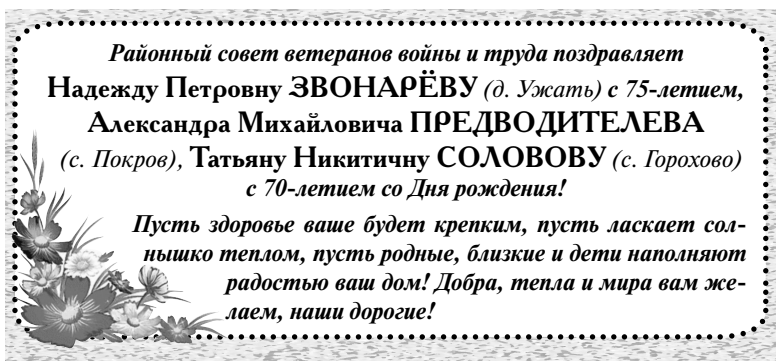 Районный совет ветеранов войны и труда поздравляет
Надежду Петровну ЗВОНАРЁВУ (д. Ужать) с 75-летием,
Александра Михайловича ПРЕДВОДИТЕЛЕВА
(с. Покров), Татьяну Никитичну СОЛОВОВУ (с. Горохово)
с 70-летием со Дня рождения!
Пусть здоровье ваше будет крепким, пусть ласкает сол-
нышко теплом, пусть родные, близкие и дети наполняют
радостью ваш дом! Добра, тепла и мира вам же-
лаем, наши дорогие!